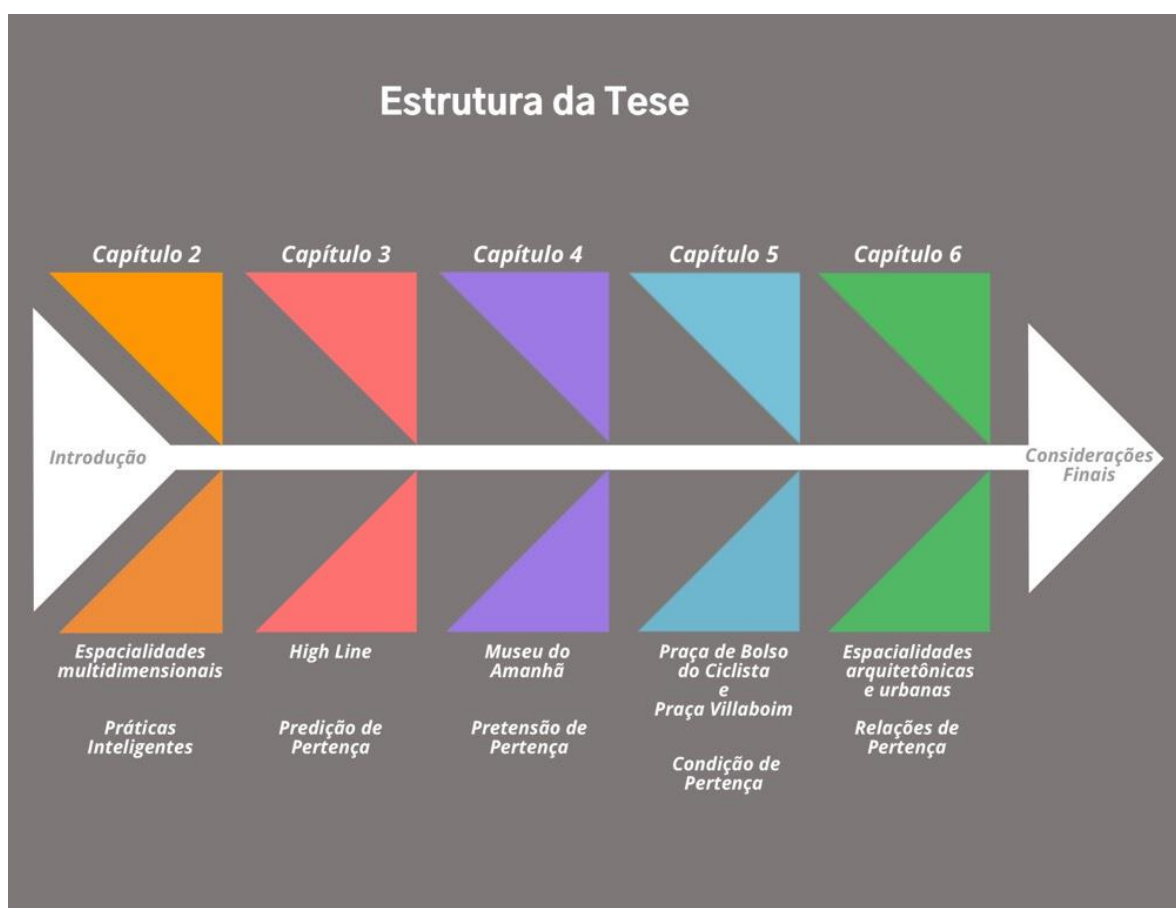 Estrutura da Tese
Capítulo 2
Capítulo 3
Capítulo 4
Capítulo 5
Capítulo 6
Introdução
Considerações
Finais
Espacialidades
multidimensionais
Práticas
Inteligentes
High Line
Predição de
Pertença
Museu do
Amanhã
Pretensão de
Pertença
Praça de Bolso
do Ciclista
e
Praça Villaboim
Condição de
Pertença
Espacialidades
arquitetônicas
e urbanas
Relações de
Pertença